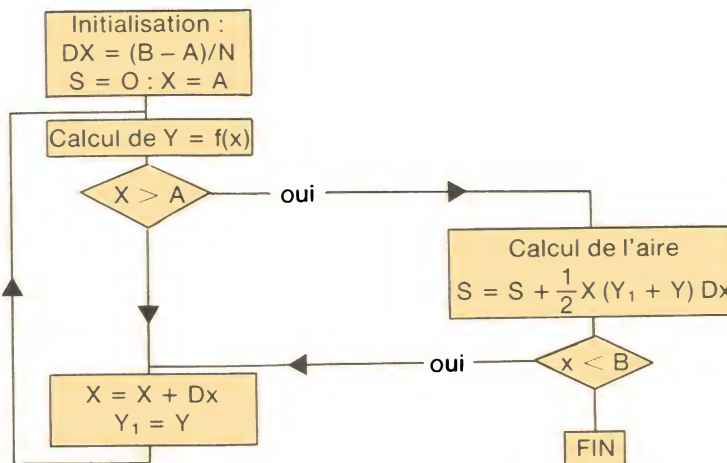 Initialisation :
DX = (B – A)/N
S = O : X = A
Calcul de Y = f(x)
X > A
oui
Calcul de l'aire
S = S + 1/2 X (Y₁ + Y) Dx
oui
x < B
X = X + Dx
Y₁ = Y
FIN